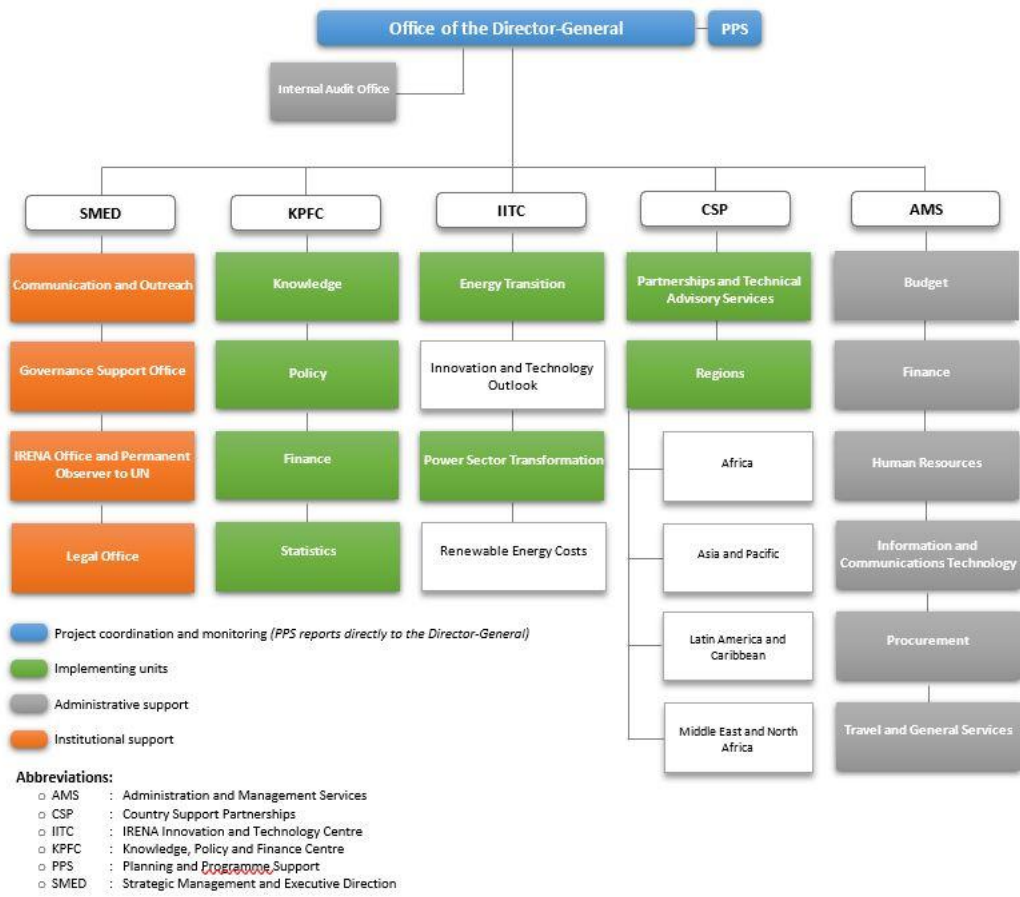 Office of the Director-General
PPS
Internal Audit Office
SMED
KPFC
IITC
CSP
AMS
Communication and Outreach
Governance Support Office
IRENA Office and Permanent
Observer to UN
Legal Office
Knowledge
Policy
Finance
Statistics
Energy Transition
Innovation and Technology
Outlook
Power Sector Transformation
Renewable Energy Costs
Partnerships and Technical
Advisory Services
Regions
Africa
Asia and Pacific
Latin America and
Caribbean
Middle East and North
Africa
Budget
Finance
Human Resources
Information and
Communications Technology
Procurement
Travel and General Services
Project coordination and monitoring (PPS reports directly to the Director-General)
Implementing units
Administrative support
Institutional support
Abbreviations:
o AMS : Administration and Management Services
o CSP : Country Support Partnerships
o IITC : IRENA Innovation and Technology Centre
o KPFC : Knowledge, Policy and Finance Centre
o PPS : Planning and Programme Support
o SMED : Strategic Management and Executive Direction